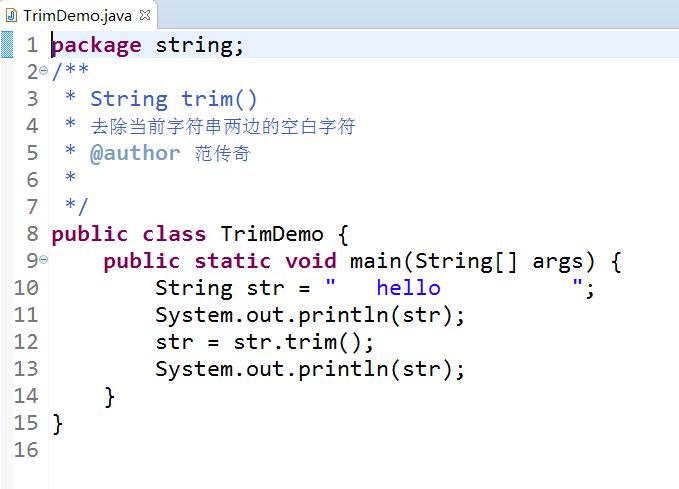 TrimDemo.java
1 package string;
2 /**
3  * String trim()
4  * 去除当前字符串两边的空白字符
5  * @author 范传奇
6  *
7  */
8 public class TrimDemo {
9     public static void main(String[] args) {
10         String str = "   hello          ";
11         System.out.println(str);
12         str = str.trim();
13         System.out.println(str);
14     }
15 }
16